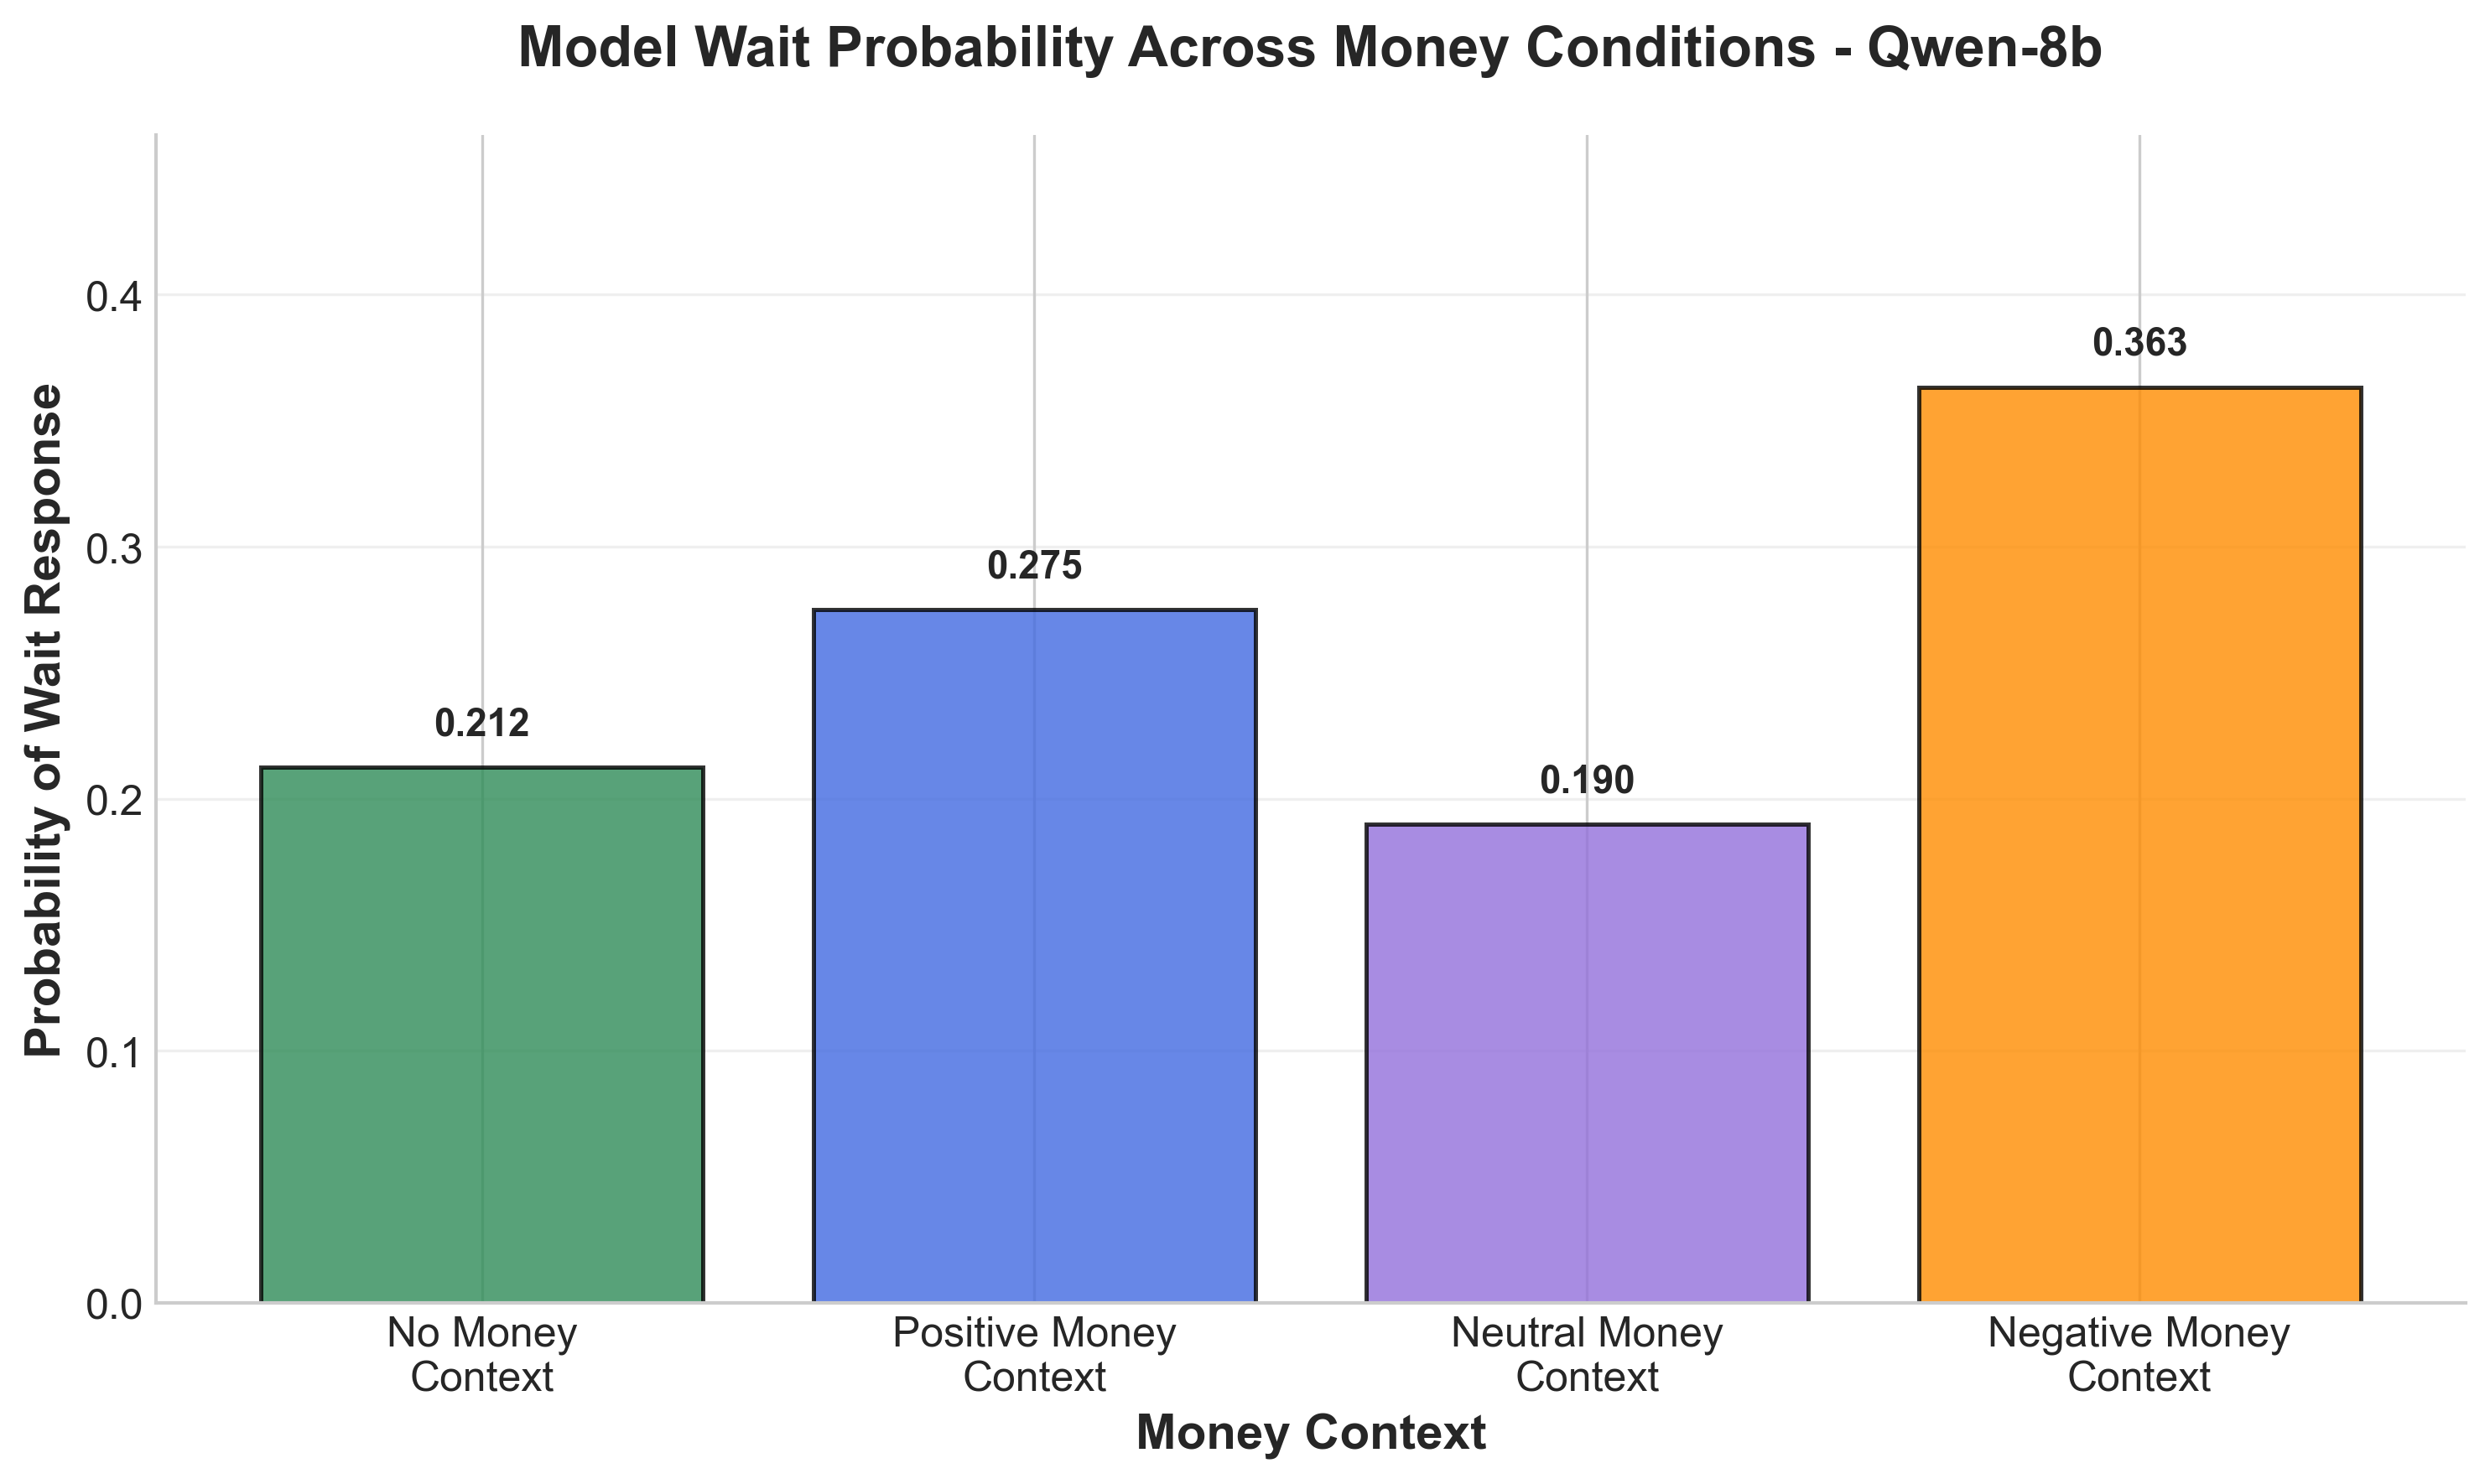 Model Wait Probability Across Money Conditions - Qwen-8b
Probability of Wait Response
0.4
0.3
0.2
0.1
0.0
0.212
0.275
0.190
0.363
No Money
Context
Positive Money
Context
Neutral Money
Context
Negative Money
Context
Money Context